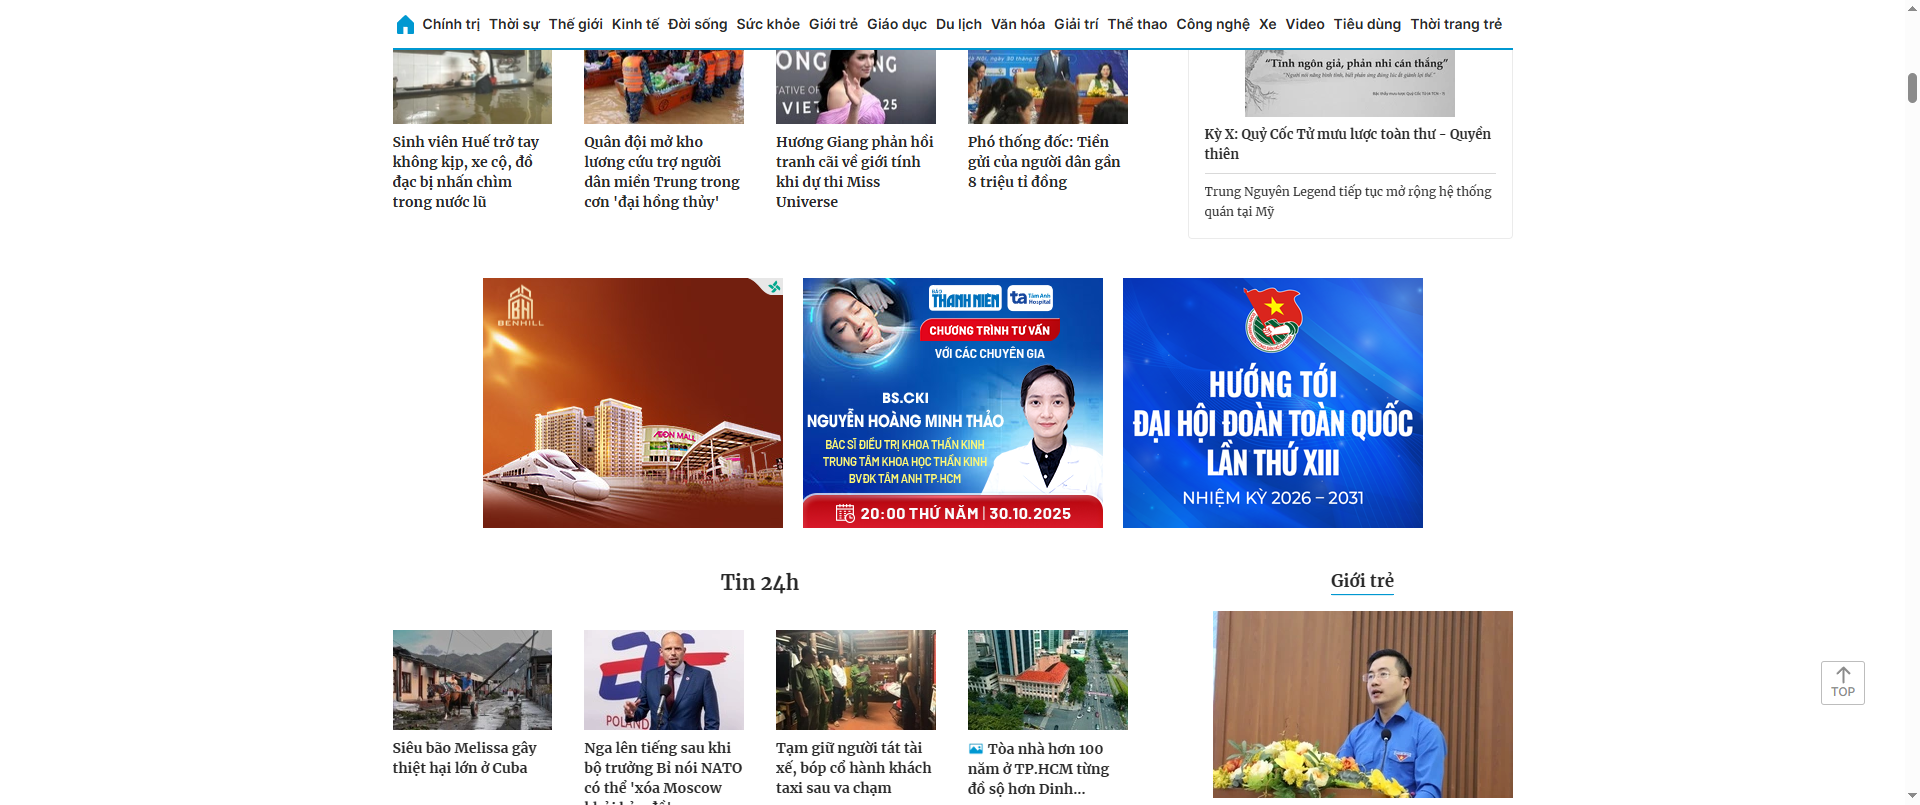 Chính trị Thời sự Thế giới Kinh tế Đời sống Sức khỏe Giới trẻ Giáo dục Du lịch Văn hóa Giải trí Thể thao Công nghệ Xe Video Tiêu dùng Thời trang trẻ
Sinh viên Huế trở tay
không kịp, xe cộ, đồ
đạc bị nhấn chìm
trong nước lũ
Quân đội mở kho
lương cứu trợ người
dân miền Trung trong
cơn 'đại hồng thủy'
VIET
25
Hương Giang phản hồi
tranh cãi về giới tính
khi dự thi Miss
Universe
Phó thống đốc: Tiền
gửi của người dân gần
8 triệu tỉ đồng
“Tĩnh ngôn giả, phản nhi cán thắng”
Kỳ X: Quỷ Cốc Tử mưu lược toàn thư - Quyền
thiên
Trung Nguyên Legend tiếp tục mở rộng hệ thống
quán tại Mỹ
BENHILL
AEON MALL
BÁO
THANH NIÊN
ta Tâm Anh
Hospital
CHƯƠNG TRÌNH TƯ VẤN
VỚI CÁC CHUYÊN GIA
BS.CKI
NGUYỄN HOÀNG MINH THẢO
BÁC SĨ ĐIỀU TRỊ KHOA THẦN KINH
TRUNG TÂM KHOA HỌC THẦN KINH
BVĐK TÂM ANH TP.HCM
20:00 THỨ NĂM | 30.10.2025
HƯỚNG TỚI
ĐẠI HỘI ĐOÀN TOÀN QUỐC
LẦN THỨ XIII
NHIỆM KỲ 2026 – 2031
Tin 24h
Giới trẻ
Siêu bão Melissa gây
thiệt hại lớn ở Cuba
POLAND
Nga lên tiếng sau khi
bộ trưởng Bỉ nói NATO
có thể 'xóa Moscow
Tạm giữ người tát tài
xế, bóp cổ hành khách
taxi sau va chạm
Tòa nhà hơn 100
năm ở TP.HCM từng
đồ sộ hơn Dinh...
TOP